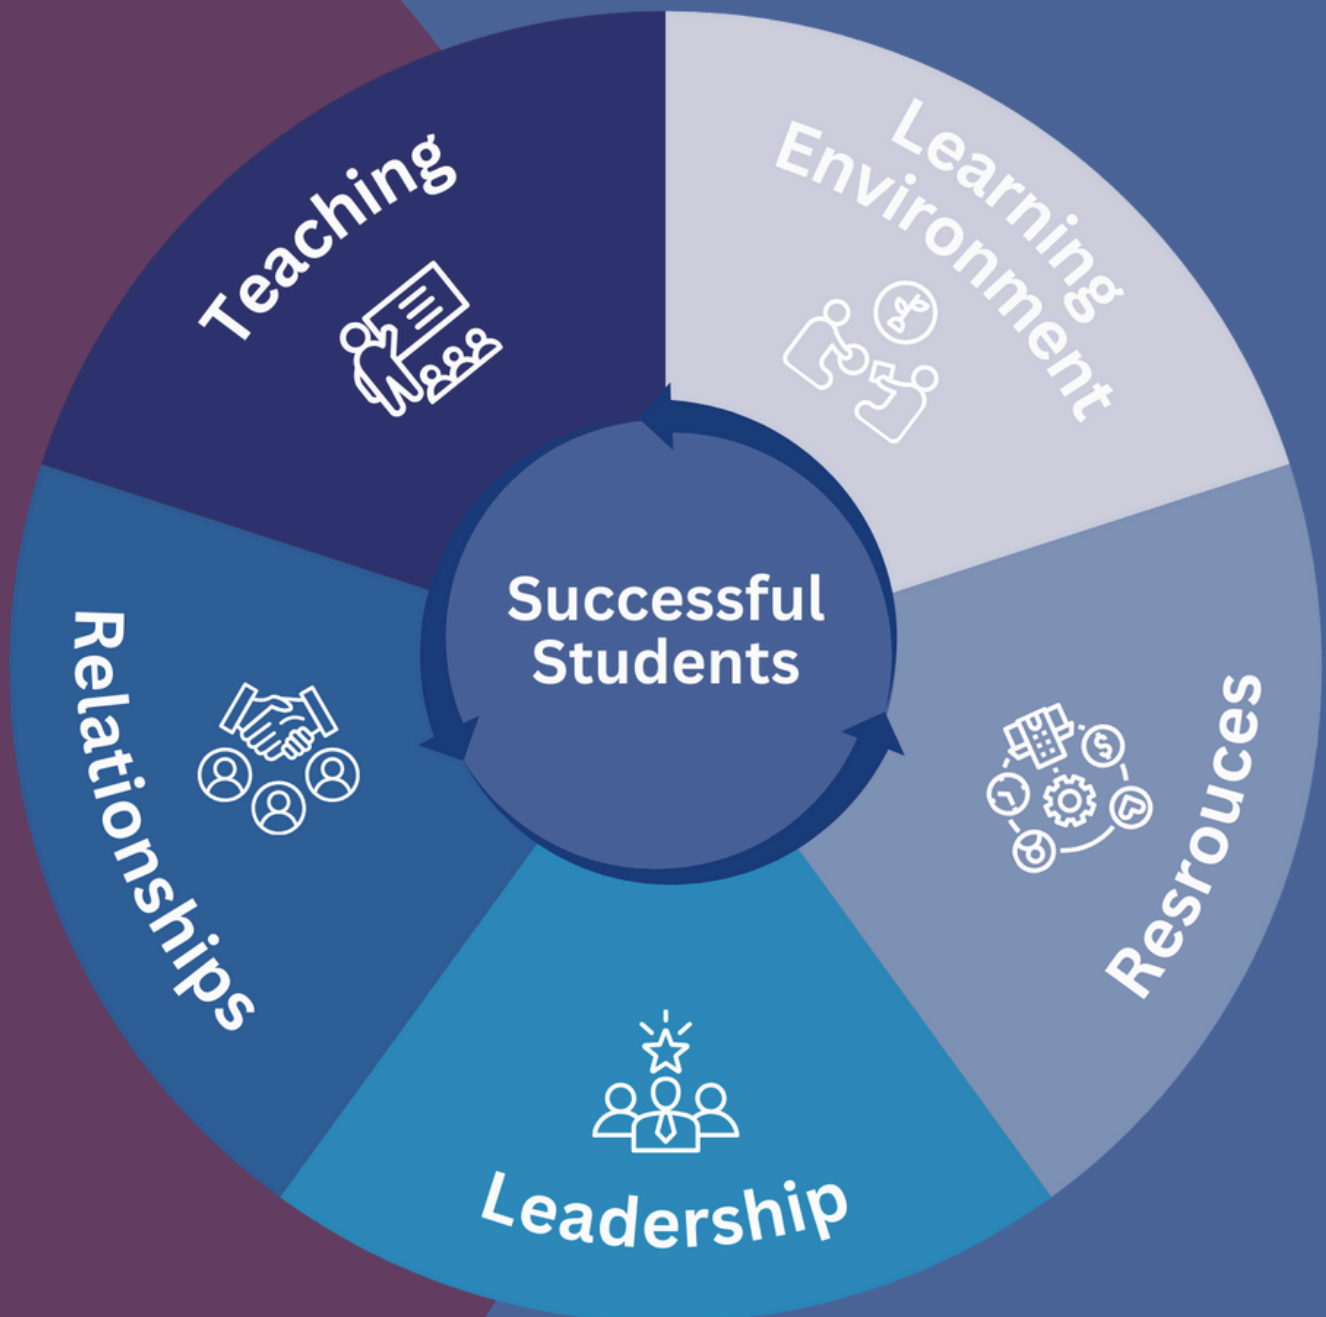 Teaching
Learning
Environment
Successful
Students
Relationships
Resrouces
Leadership